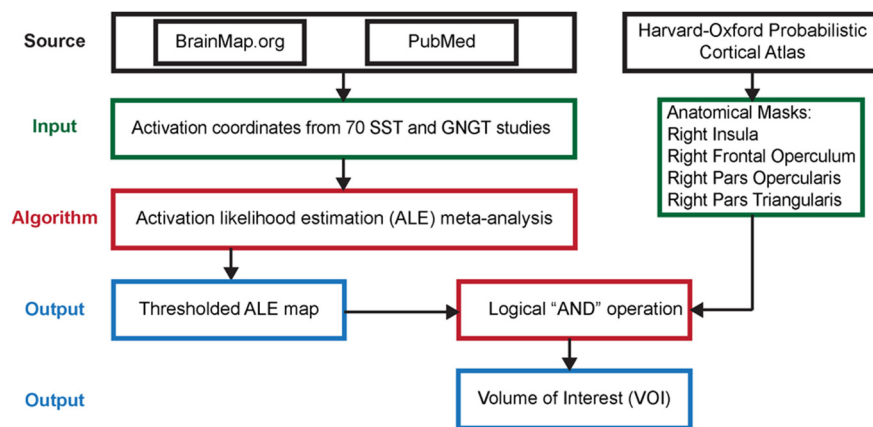 Source
BrainMap.org
PubMed
Harvard-Oxford Probabilistic
Cortical Atlas
Input
Activation coordinates from 70 SST and GNGT studies
Anatomical Masks:
Right Insula
Right Frontal Operculum
Right Pars Opercularis
Right Pars Triangularis
Algorithm
Activation likelihood estimation (ALE) meta-analysis
Output
Thresholded ALE map
Logical “AND” operation
Output
Volume of Interest (VOI)